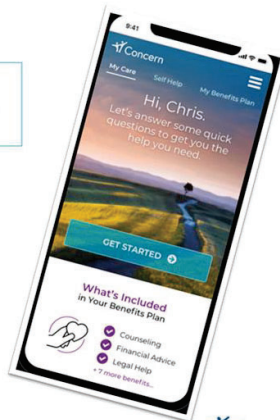 9:41
Concern
My Care Self Help My Benefits Plan
Hi, Chris.
Let's answer some quick
questions to get you the
help you need.
GET STARTED
What's Included
in Your Benefits Plan
Counseling
Financial Advice
Legal Help
+ 7 more benefits...